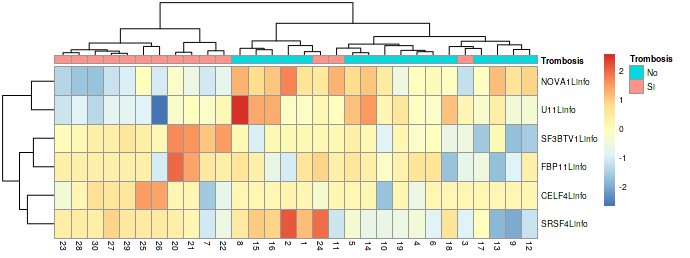 Trombosis
Trombosis
No
SI
2
1
0
-1
-2
NOVA1Linfo
U11Linfo
SF3BTV1Linfo
FBP11Linfo
CELF4Linfo
SRSF4Linfo
23 28 30 27 29 25 26 20 21 7 22 8 15 16 2 1 24 11 5 14 10 19 4 6 18 3 17 13 9 12